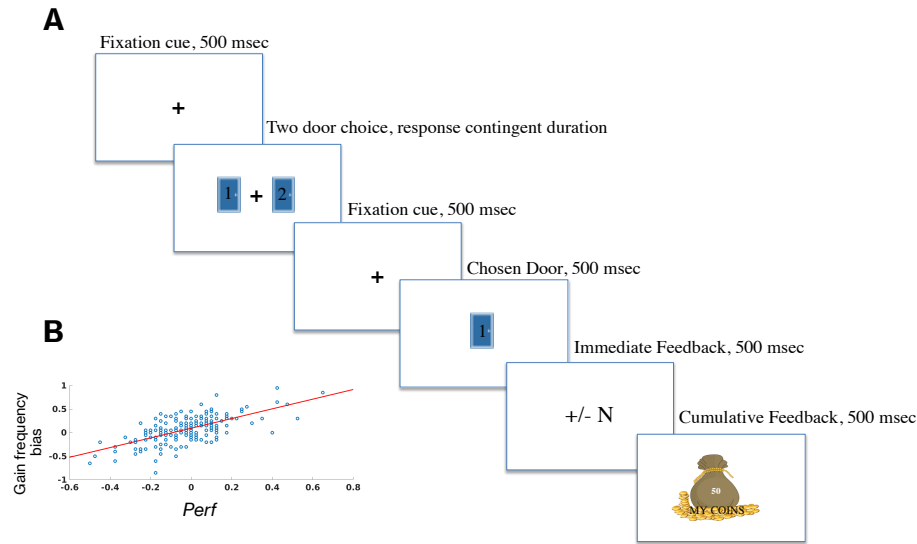 A
Fixation cue, 500 msec
+
Two door choice, response contingent duration
1 + 2
Fixation cue, 500 msec
+
Chosen Door, 500 msec
1
Immediate Feedback, 500 msec
+/- N
Cumulative Feedback, 500 msec
50
MY COINS
B
Gain frequency
bias
1
0.5
0
-0.5
-1
-0.6 -0.4 -0.2 0 0.2 0.4 0.6 0.8
Perf